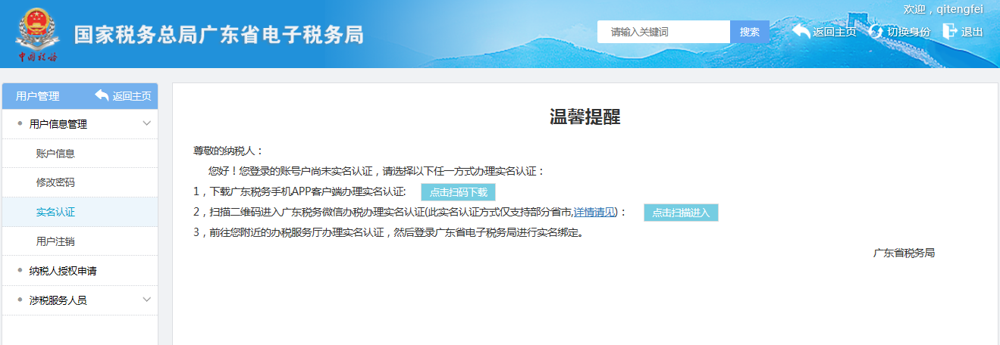 欢迎，qitengfei
中国税务
国家税务总局广东省电子税务局
请输入关键词
搜索
返回主页
切换身份
退出
用户管理
返回主页
用户信息管理
账户信息
修改密码
实名认证
用户注销
纳税人授权申请
涉税服务人员
温馨提醒
尊敬的纳税人：
您好！您登录的账号户尚未实名认证，请选择以下任一方式办理实名认证：
1，下载广东税务手机APP客户端办理实名认证: 点击扫码下载
2，扫描二维码进入广东税务微信办税办理实名认证(此实名认证方式仅支持部分省市,详情请见)： 点击扫描进入
3，前往您附近的办税服务厅办理实名认证，然后登录广东省电子税务局进行实名绑定。
广东省税务局